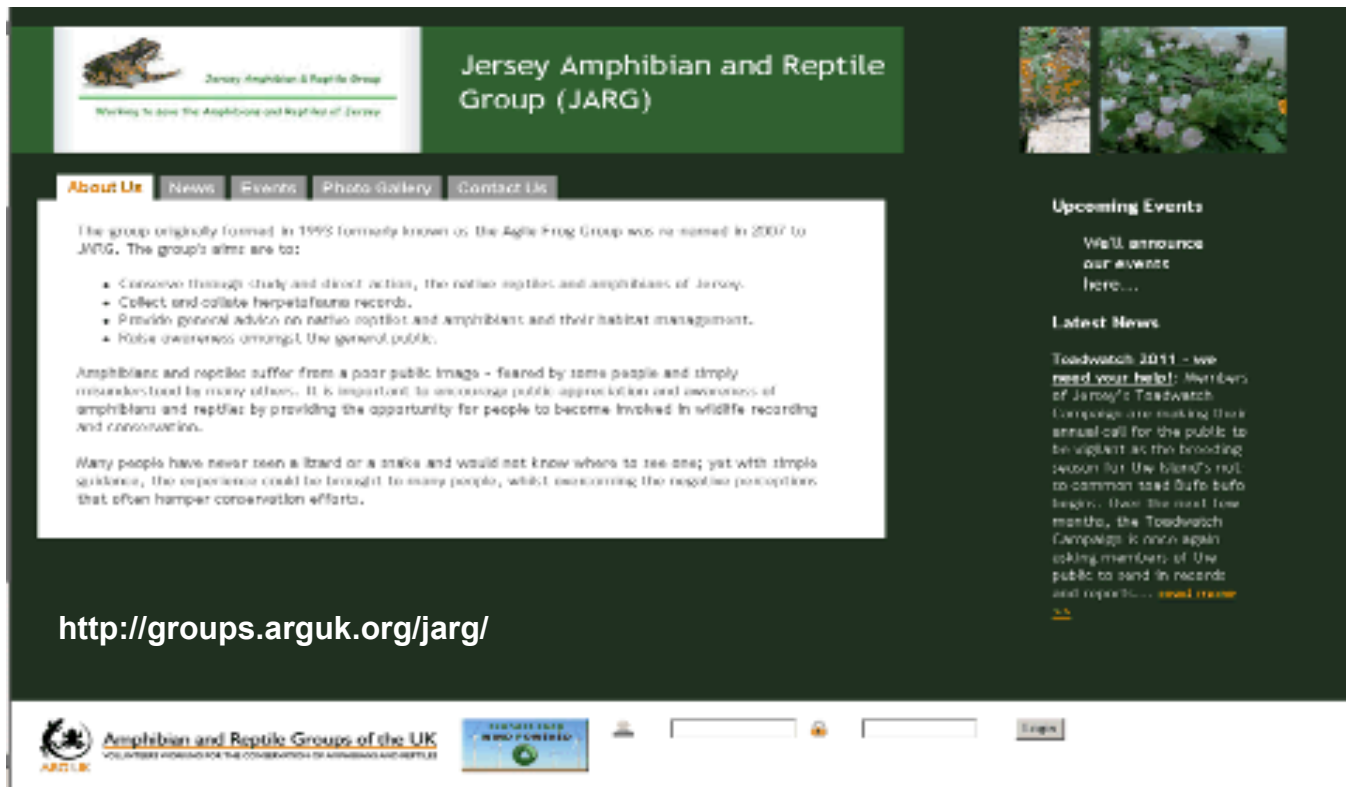 Jersey Amphibian & Reptile Group
Working to save the Amphibians and Reptiles of Jersey
Jersey Amphibian and Reptile
Group (JARG)
About Us
News
Events
Photo Gallery
Contact Us
The group originally formed in 1993 formerly known as the Agile Frog Group was re-named in 2007 to
JARG. The group's aims are to:
• Conserve through study and direct action, the native reptiles and amphibians of Jersey.
• Collect and collate herpetofauna records.
• Provide general advice on native reptiles and amphibians and their habitat management.
• Raise awareness amongst the general public.
Amphibians and reptiles suffer from a poor public image - feared by some people and simply
misunderstood by many others. It is important to encourage public appreciation and awareness of
amphibians and reptiles by providing the opportunity for people to become involved in wildlife recording
and conservation.
Many people have never seen a lizard or a snake and would not know where to see one; yet with simple
guidance, the experience could be brought to many people, whilst overcoming the negative perceptions
that often hamper conservation efforts.
Upcoming Events
We'll announce
our events
here...
Latest News
Toadwatch 2011 - we
need your help!: Members
of Jersey's Toadwatch
Campaign are making their
annual call for the public to
be vigilant as the breeding
season for the Island's not
so common toad Bufo bufo
begins. Over the next few
months, the Toadwatch
Campaign is once again
asking members of the
public to send in records
and reports.... read more
>>
http://groups.arguk.org/jarg/
ARG UK
Amphibian and Reptile Groups of the UK
VOLUNTEERS WORKING FOR THE CONSERVATION OF AMPHIBIANS AND REPTILES
WIND POWERED
Login